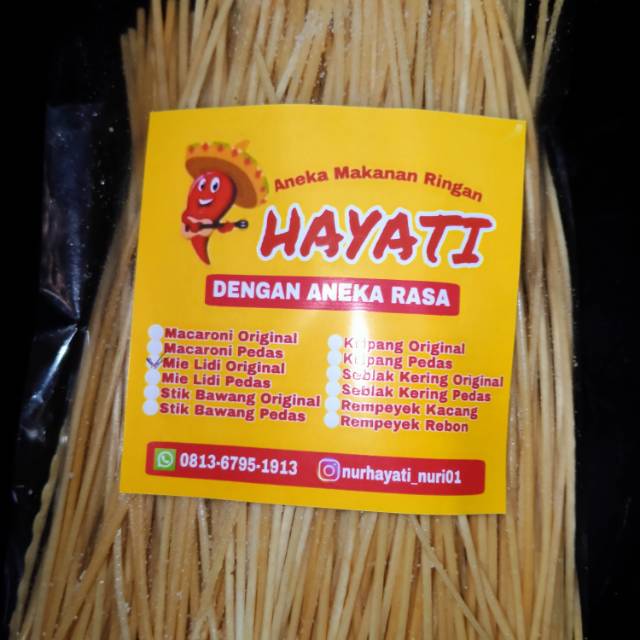 Aneka Makanan Ringan
HAYATI
DENGAN ANEKA RASA
Macaroni Original
Macaroni Pedas
Mie Lidi Original
Mie Lidi Pedas
Stik Bawang Original
Stik Bawang Pedas
Kripang Original
Kripang Pedas
Seblak Kering Original
Seblak Kering Pedas
Rempeyek Kacang
Rempeyek Rebon
0813-6795-1913
nurhayati_nuri01